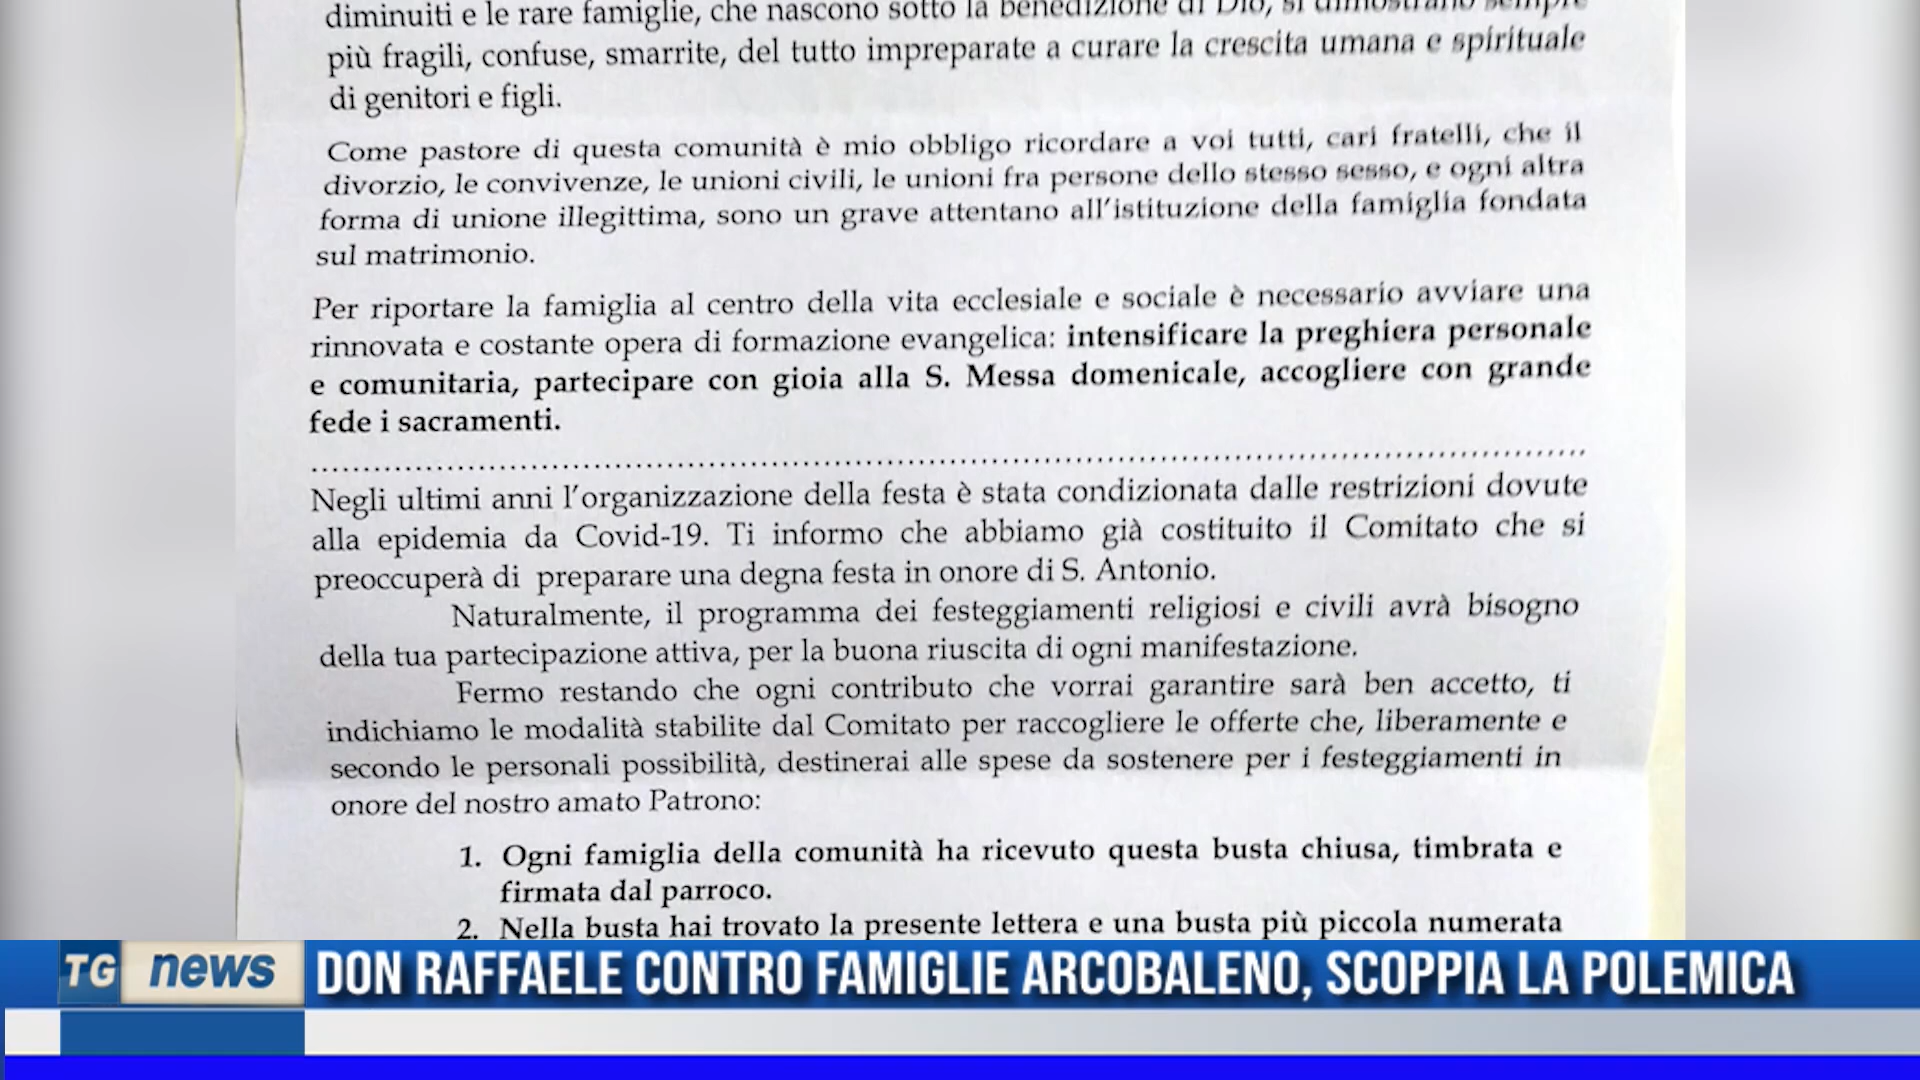 diminuiti e le rare famiglie, che nascono sotto la benedizione di Dio, si dimostrano sempre
più fragili, confuse, smarrite, del tutto impreparate a curare la crescita umana e spirituale
di genitori e figli.
Come pastore di questa comunità è mio obbligo ricordare a voi tutti, cari fratelli, che il
divorzio, le convivenze, le unioni civili, le unioni fra persone dello stesso sesso, e ogni altra
forma di unione illegittima, sono un grave attentano all'istituzione della famiglia fondata
sul matrimonio.
Per riportare la famiglia al centro della vita ecclesiale e sociale è necessario avviare una
rinnovata e costante opera di formazione evangelica: intensificare la preghiera personale
e comunitaria, partecipare con gioia alla S. Messa domenicale, accogliere con grande
fede i sacramenti.
Negli ultimi anni l'organizzazione della festa è stata condizionata dalle restrizioni dovute
alla epidemia da Covid-19. Ti informo che abbiamo già costituito il Comitato che si
preoccuperà di preparare una degna festa in onore di S. Antonio.
Naturalmente, il programma dei festeggiamenti religiosi e civili avrà bisogno
della tua partecipazione attiva, per la buona riuscita di ogni manifestazione.
Fermo restando che ogni contributo che vorrai garantire sarà ben accetto, ti
indichiamo le modalità stabilite dal Comitato per raccogliere le offerte che, liberamente e
secondo le personali possibilità, destinerai alle spese da sostenere per i festeggiamenti in
onore del nostro amato Patrono:
1. Ogni famiglia della comunità ha ricevuto questa busta chiusa, timbrata e
firmata dal parroco.
2. Nella busta hai trovato la presente lettera e una busta più piccola numerata
TG news DON RAFFAELE CONTRO FAMIGLIE ARCOBALENO, SCOPPIA LA POLEMICA